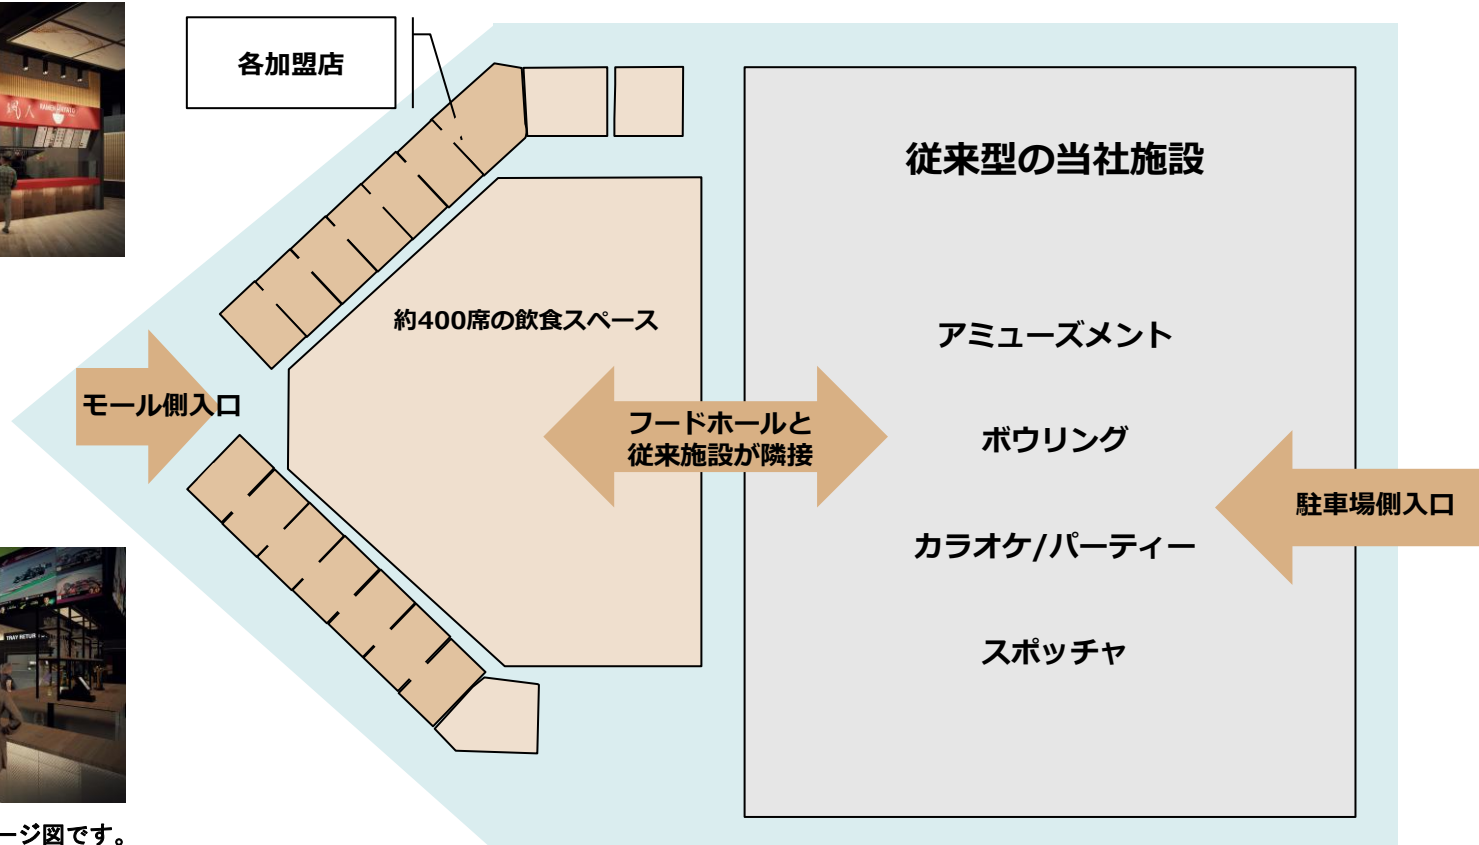 各加盟店
従来型の当社施設
約400席の飲食スペース
アミューズメント
モール側入口
フードホールと
従来施設が隣接
ボウリング
駐車場側入口
カラオケ/パーティー
スポッチャ
TRAY RETUR
ージ図です。